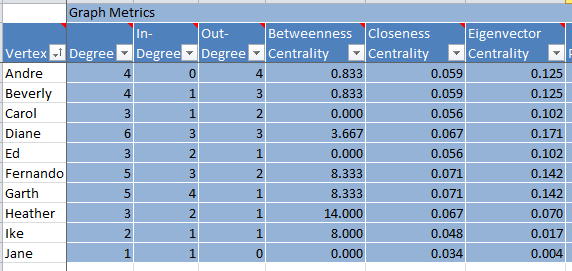 Graph Metrics
In- Out- Betweenness Closeness Eigenvector
Vertex Degree Degree Degree Centrality Centrality Centrality
Andre 4 0 4 0.833 0.059 0.125
Beverly 4 1 3 0.833 0.059 0.125
Carol 3 1 2 0.000 0.056 0.102
Diane 6 3 3 3.667 0.067 0.171
Ed 3 2 1 0.000 0.056 0.102
Fernando 5 3 2 8.333 0.071 0.142
Garth 5 4 1 8.333 0.071 0.142
Heather 3 2 1 14.000 0.067 0.070
Ike 2 1 1 8.000 0.048 0.017
Jane 1 1 0 0.000 0.034 0.004